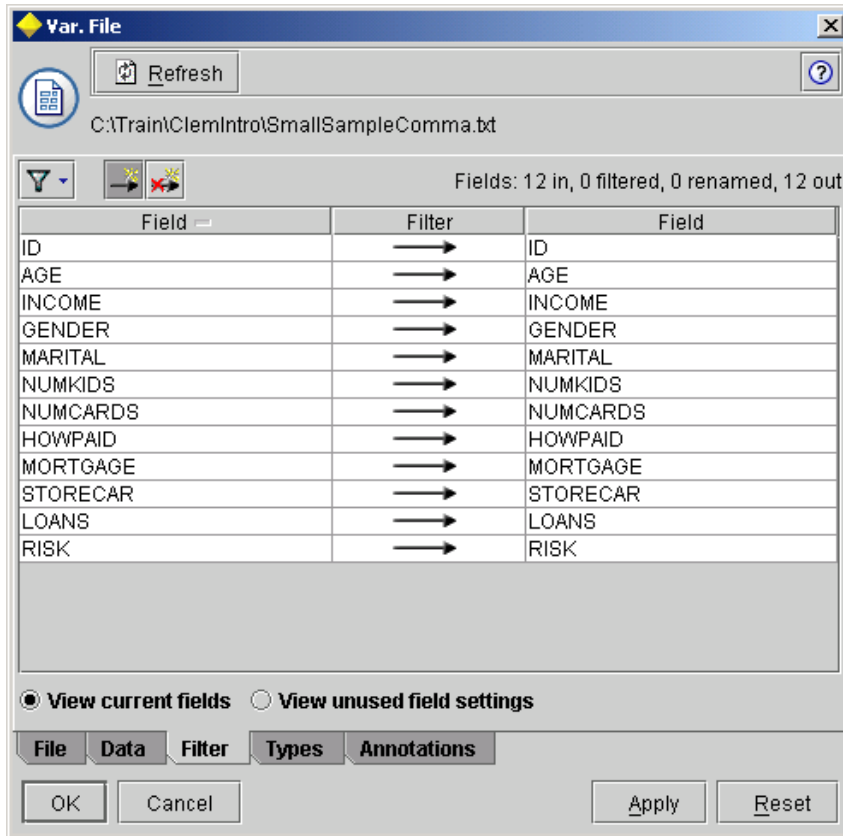 Var. File
Refresh
C:\Train\ClemIntro\SmallSampleComma.txt
Fields: 12 in, 0 filtered, 0 renamed, 12 out
Field Filter Field
ID ID
AGE AGE
INCOME INCOME
GENDER GENDER
MARITAL MARITAL
NUMKIDS NUMKIDS
NUMCARDS NUMCARDS
HOWPAID HOWPAID
MORTGAGE MORTGAGE
STORECAR STORECAR
LOANS LOANS
RISK RISK
View current fields View unused field settings
File Data Filter Types Annotations
OK Cancel Apply Reset